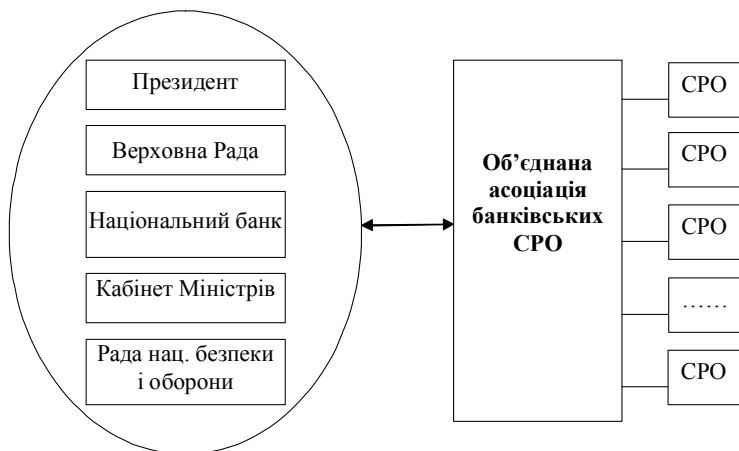 Президент
Верховна Рада
Національний банк
Кабінет Міністрів
Рада нац. безпеки
і оборони
Об’єднана
асоціація
банківських
СРО
СРО
СРО
СРО
……
СРО